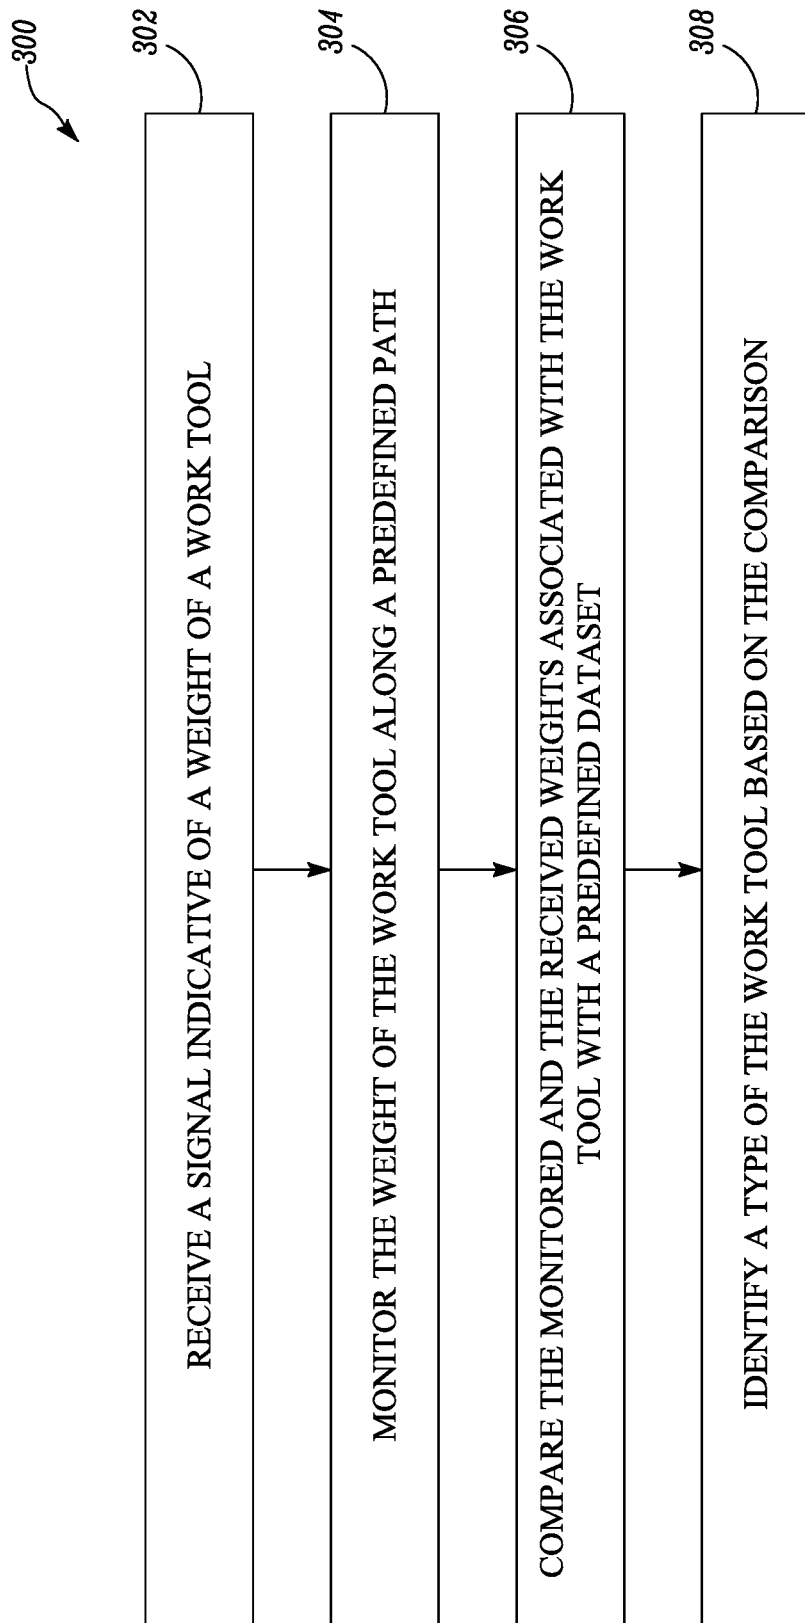 300
302
RECEIVE A SIGNAL INDICATIVE OF A WEIGHT OF A WORK TOOL
304
MONITOR THE WEIGHT OF THE WORK TOOL ALONG A PREDEFINED PATH
306
COMPARE THE MONITORED AND THE RECEIVED WEIGHTS ASSOCIATED WITH THE WORK
TOOL WITH A PREDEFINED DATASET
308
IDENTIFY A TYPE OF THE WORK TOOL BASED ON THE COMPARISON